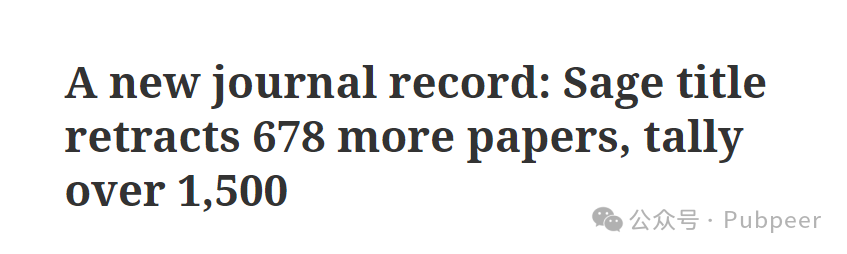 A new journal record: Sage title
retracts 678 more papers, tally
over 1,500
公众号 · Pubpeer